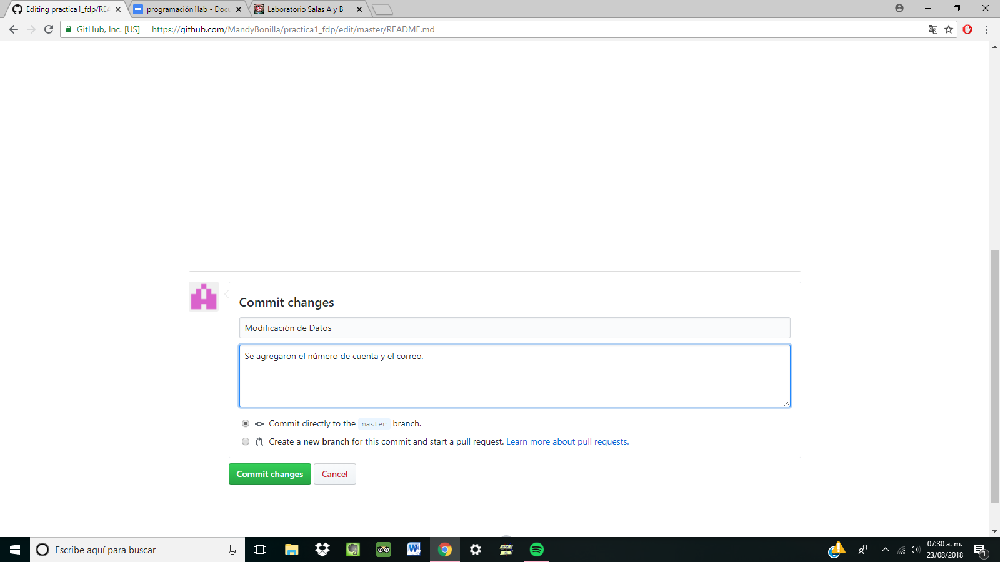 Editing practica1_fdp/REA
programación1lab - Docu
Laboratorio Salas A y B
GitHub, Inc. [US]
https://github.com/MandyBonilla/practica1_fdp/edit/master/README.md
Commit changes
Modificación de Datos
Se agregaron el número de cuenta y el correo.
Commit directly to the master branch.
Create a new branch for this commit and start a pull request. Learn more about pull requests.
Commit changes
Cancel
Escribe aquí para buscar
W
07:30 a. m.
23/08/2018
1